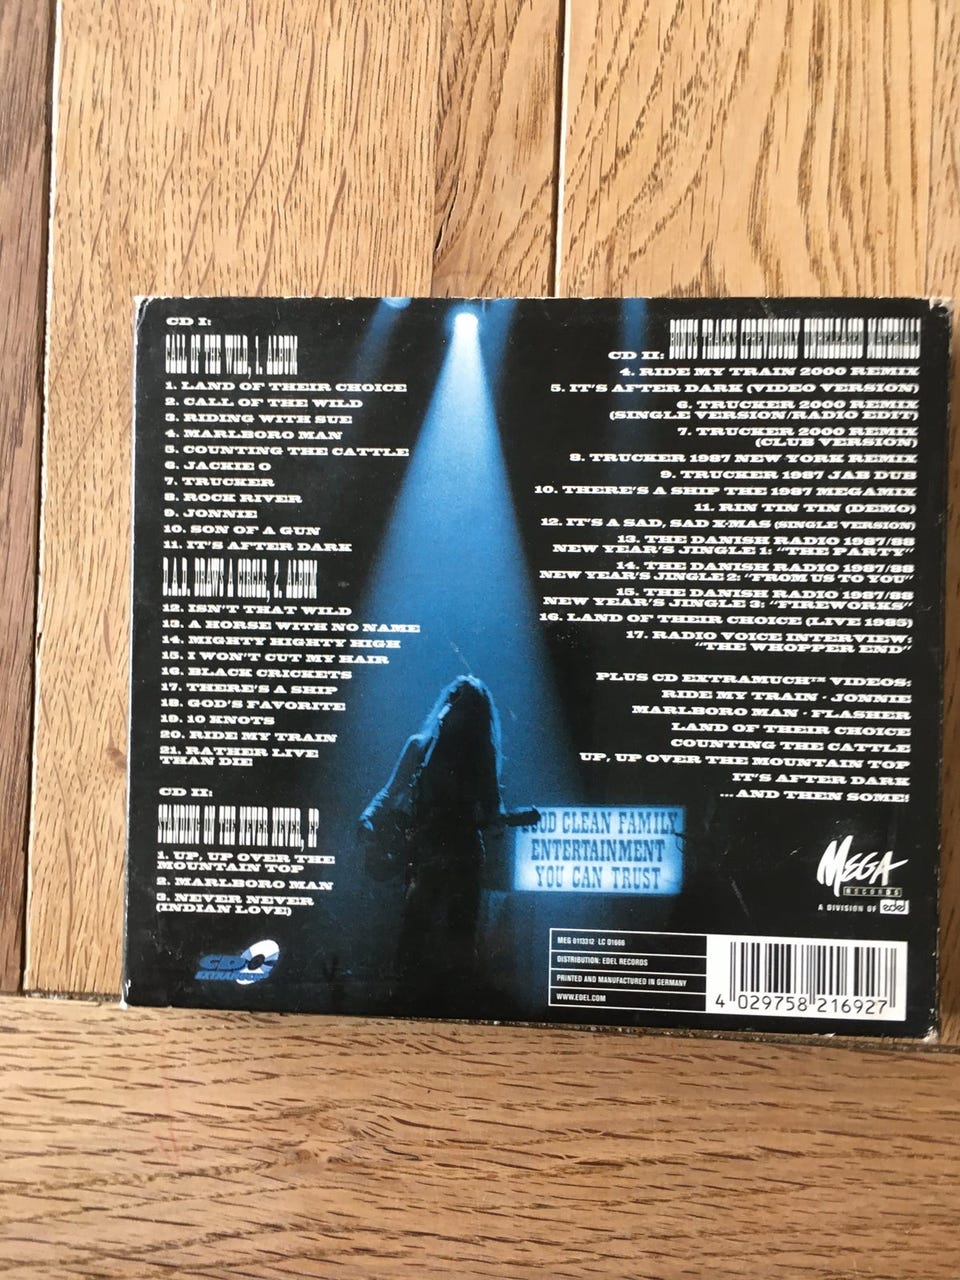 CD I:
CALL OF THE WILD, 1. ALBUM
1. LAND OF THEIR CHOICE
2. CALL OF THE WILD
3. RIDING WITH SUE
4. MARLBORO MAN
5. COUNTING THE CATTLE
6. JACKIE O
7. TRUCKER
8. ROCK RIVER
9. JONNIE
10. SON OF A GUN
11. IT'S AFTER DARK
D.A.D. DRAWS A CIRCLE, 2. ALBUM
12. ISN'T THAT WILD
13. A HORSE WITH NO NAME
14. MIGHTY HIGHTY HIGH
15. I WON'T CUT MY HAIR
16. BLACK CRICKETS
17. THERE'S A SHIP
18. GOD'S FAVORITE
19. 10 KNOTS
20. RIDE MY TRAIN
21. RATHER LIVE
THAN DIE
CD II:
STANDING ON THE NEVER NEVER, EP
1. UP, UP OVER THE
MOUNTAIN TOP
2. MARLBORO MAN
3. NEVER NEVER
(INDIAN LOVE)
CD II: BONUS TRACKS PREVIOUSLY UNRELEASED MATERIAL
4. RIDE MY TRAIN 2000 REMIX
5. IT'S AFTER DARK (VIDEO VERSION)
6. TRUCKER 2000 REMIX
(SINGLE VERSION/RADIO EDIT)
7. TRUCKER 2000 REMIX
(CLUB VERSION)
8. TRUCKER 1987 NEW YORK REMIX
9. TRUCKER 1987 JAB DUB
10. THERE'S A SHIP THE 1987 MEGAMIX
11. RIN TIN TIN (DEMO)
12. IT'S A SAD, SAD X-MAS (SINGLE VERSION)
13. THE DANISH RADIO 1987/88
NEW YEAR'S JINGLE 1: "THE PARTY"
14. THE DANISH RADIO 1987/88
NEW YEAR'S JINGLE 2: "FROM US TO YOU"
15. THE DANISH RADIO 1987/88
NEW YEAR'S JINGLE 3: "FIREWORKS"
16. LAND OF THEIR CHOICE (LIVE 1985)
17. RADIO VOICE INTERVIEW:
"THE WHOPPER END"
PLUS CD EXTRAMUCH™ VIDEOS:
RIDE MY TRAIN · JONNIE
MARLBORO MAN · FLASHER
LAND OF THEIR CHOICE
COUNTING THE CATTLE
UP, UP OVER THE MOUNTAIN TOP
IT'S AFTER DARK
...AND THEN SOME!
GOOD CLEAN FAMILY
ENTERTAINMENT
YOU CAN TRUST
MEGA
RECORDS
A DIVISION OF edel
CD
MEG 0113312 LC 01666
DISTRIBUTION: EDEL RECORDS
PRINTED AND MANUFACTURED IN GERMANY
WWW.EDEL.COM
4 029758 216927